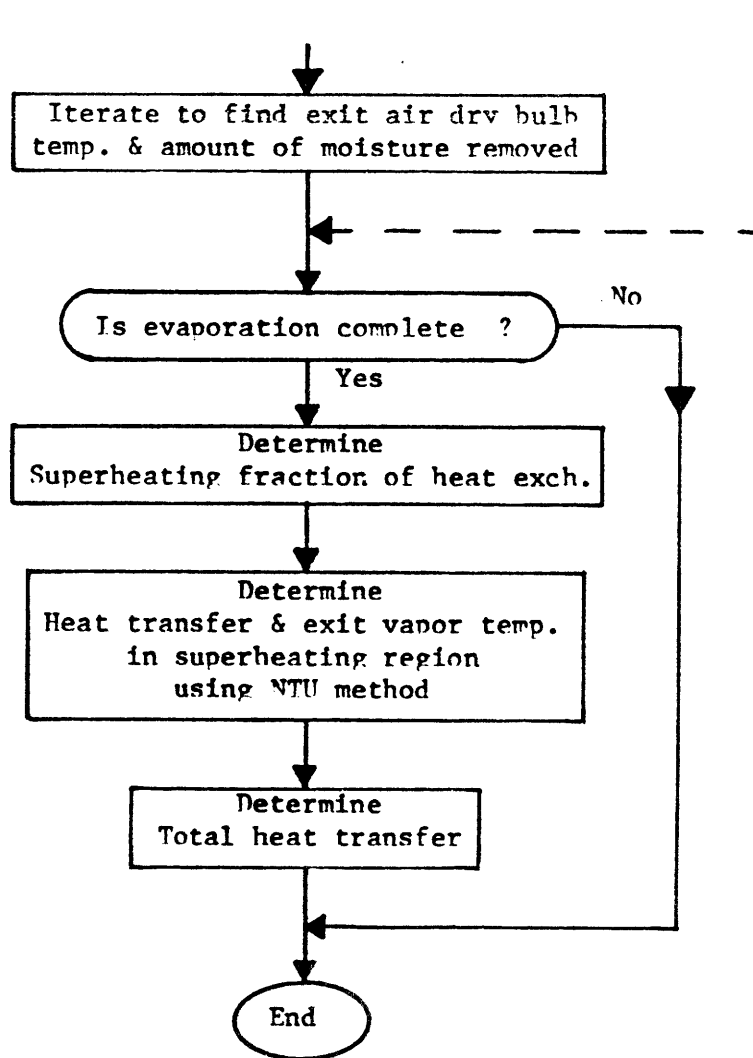 Iterate to find exit air dry bulb
temp. & amount of moisture removed
Is evaporation complete ?
No
Yes
Determine
Superheating fraction of heat exch.
Determine
Heat transfer & exit vapor temp.
in superheating region
using NTU method
Determine
Total heat transfer
End